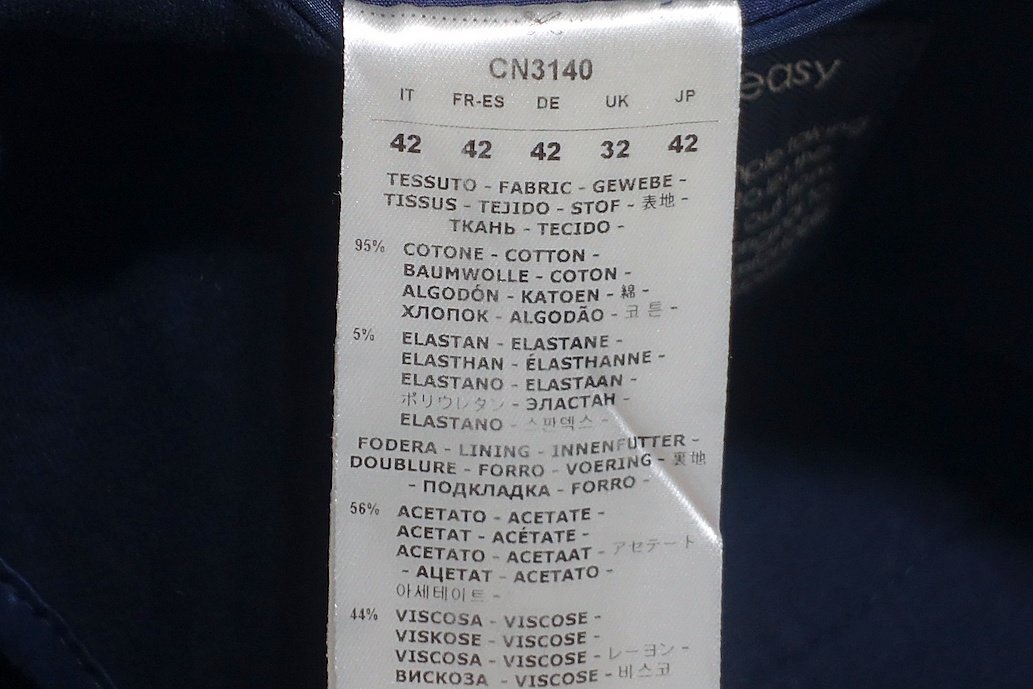 CN3140
IT FR-ES DE UK JP
42 42 42 32 42
TESSUTO - FABRIC - GEWEBE -
TISSUS - TEJIDO - STOF - 表地 -
ТКАНЬ - TECIDO -
95% COTONE - COTTON -
BAUMWOLLE - COTON -
ALGODÓN - KATOEN - 綿 -
ХЛОПОК - ALGODÃO - 코튼 -
5% ELASTAN - ELASTANE -
ELASTHAN - ÉLASTHANNE -
ELASTANO - ELASTAAN -
ポリウレタン - ЭЛАСТАН -
ELASTANO - 스판덱스 -
FODERA - LINING - INNENFUTTER -
DOUBLURE - FORRO - VOERING - 裏地
- ПОДКЛАДКА - FORRO -
56% ACETATO - ACETATE -
ACETAT - ACÉTATE -
ACETATO - ACETAAT - アセテート
- АЦЕТАТ - ACETATO -
아세테이트 -
44% VISCOSA - VISCOSE -
VISKOSE - VISCOSE -
VISCOSA - VISCOSE - レーヨン -
ВИСКОЗА - VISCOSE - 비스코
easy